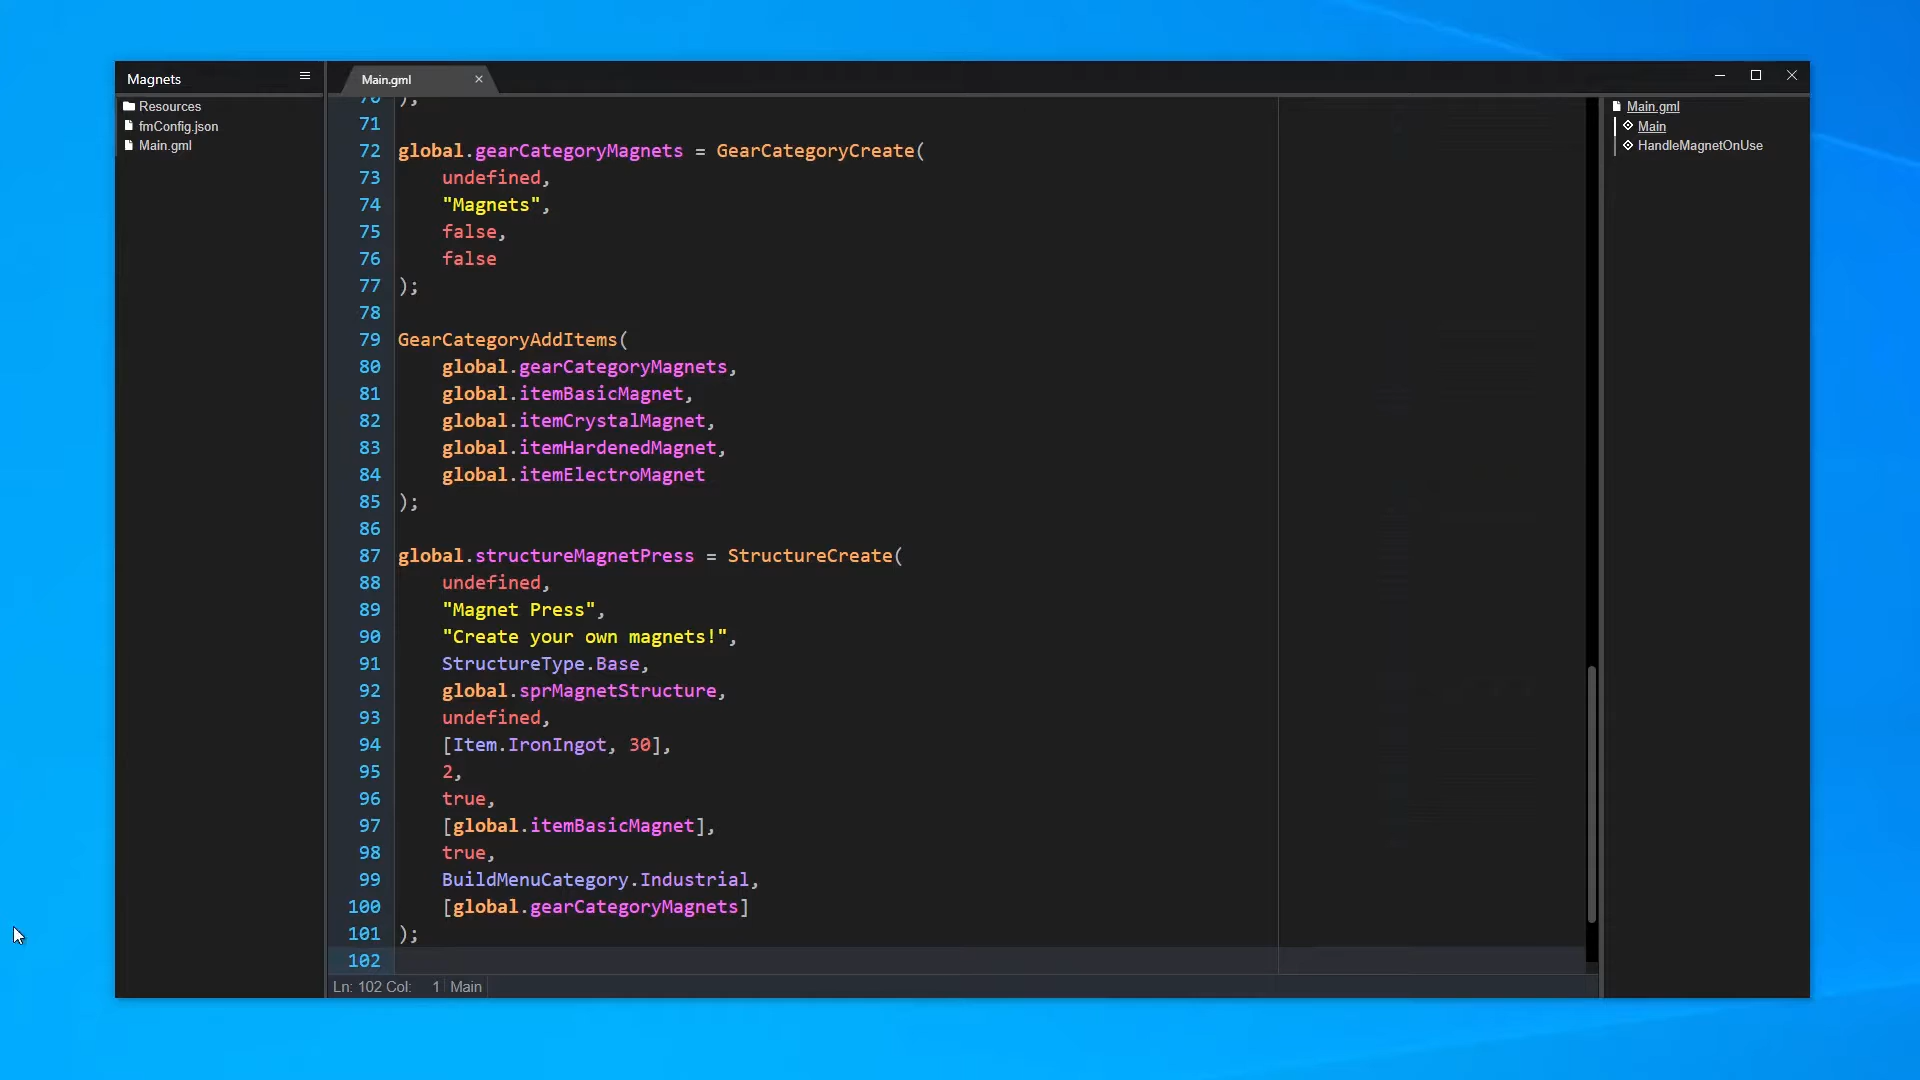 Magnets
Resources
fmConfig.json
Main.gml
Main.gml
70 );
71
72 global.gearCategoryMagnets = GearCategoryCreate(
73 undefined,
74 "Magnets",
75 false,
76 false
77 );
78
79 GearCategoryAddItems(
80 global.gearCategoryMagnets,
81 global.itemBasicMagnet,
82 global.itemCrystalMagnet,
83 global.itemHardenedMagnet,
84 global.itemElectroMagnet
85 );
86
87 global.structureMagnetPress = StructureCreate(
88 undefined,
89 "Magnet Press",
90 "Create your own magnets!",
91 StructureType.Base,
92 global.sprMagnetStructure,
93 undefined,
94 [Item.IronIngot, 30],
95 2,
96 true,
97 [global.itemBasicMagnet],
98 true,
99 BuildMenuCategory.Industrial,
100 [global.gearCategoryMagnets]
101 );
102
Ln: 102 Col: 1 Main
Main.gml
Main
HandleMagnetOnUse